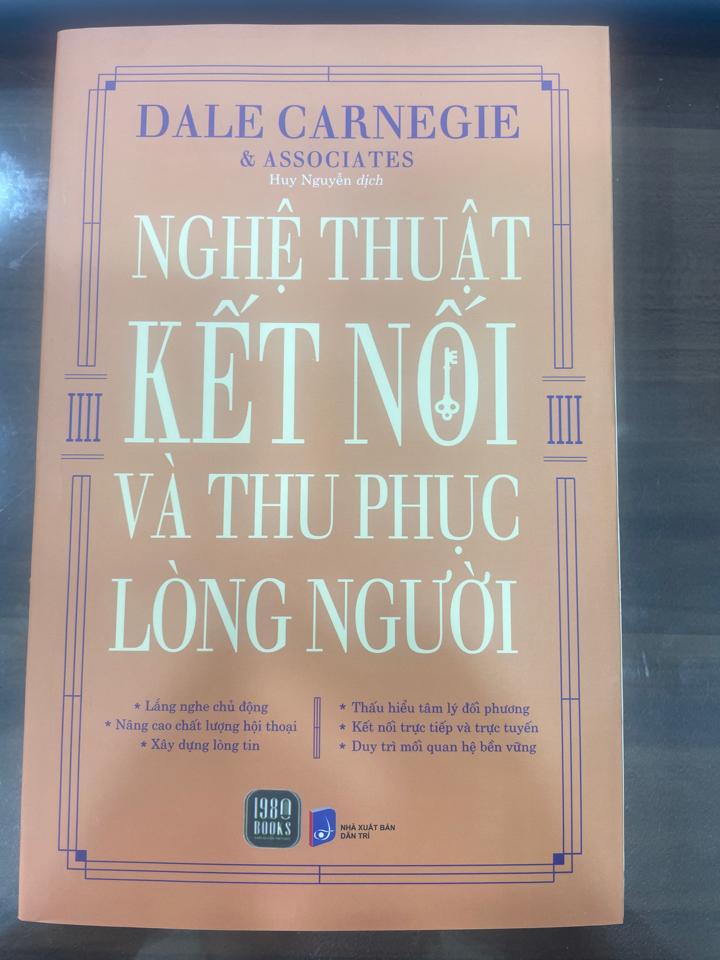 DALE CARNEGIE
& ASSOCIATES
Huy Nguyễn dịch
NGHỆ THUẬT
KẾT NỐI
VÀ THU PHỤC
LÒNG NGƯỜI
* Lắng nghe chủ động
* Nâng cao chất lượng hội thoại
* Xây dựng lòng tin
* Thấu hiểu tâm lý đối phương
* Kết nối trực tiếp và trực tuyến
* Duy trì mối quan hệ bền vững
1980
BOOKS
NHÀ XUẤT BẢN
DÂN TRÍ